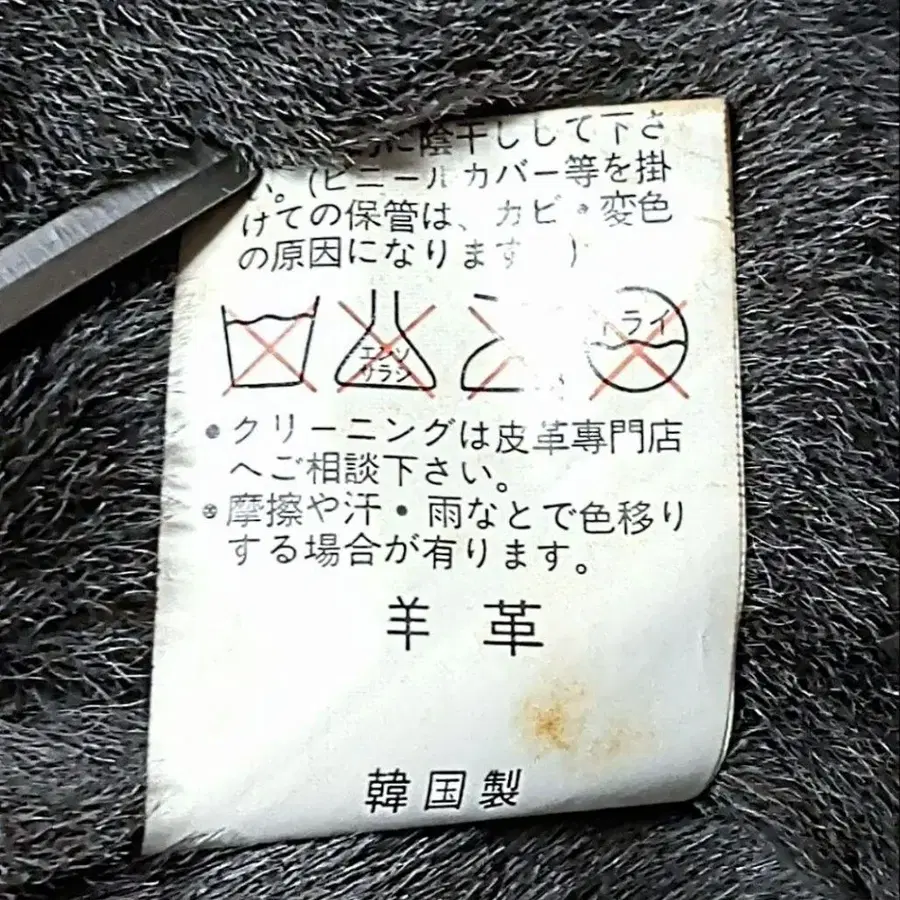 に陰干しして下さ
い。(ビニールカバー等を掛
けての保管は、カビ・変色
の原因になります )
エンソ
サラシ
ドライ
・クリーニングは皮革専門店
へご相談下さい。
・摩擦や汗・雨などで色移り
する場合が有ります。
羊革
韓国製